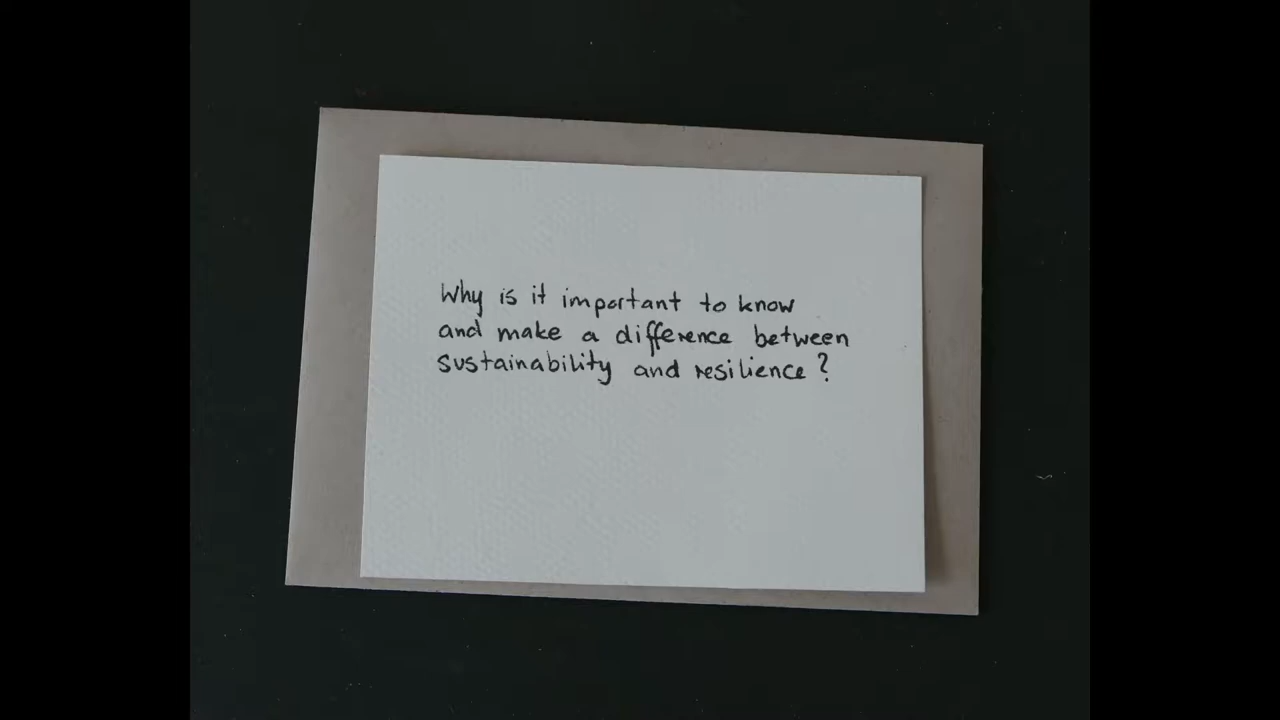 Why is it important to know
and make a difference between
sustainability and resilience?